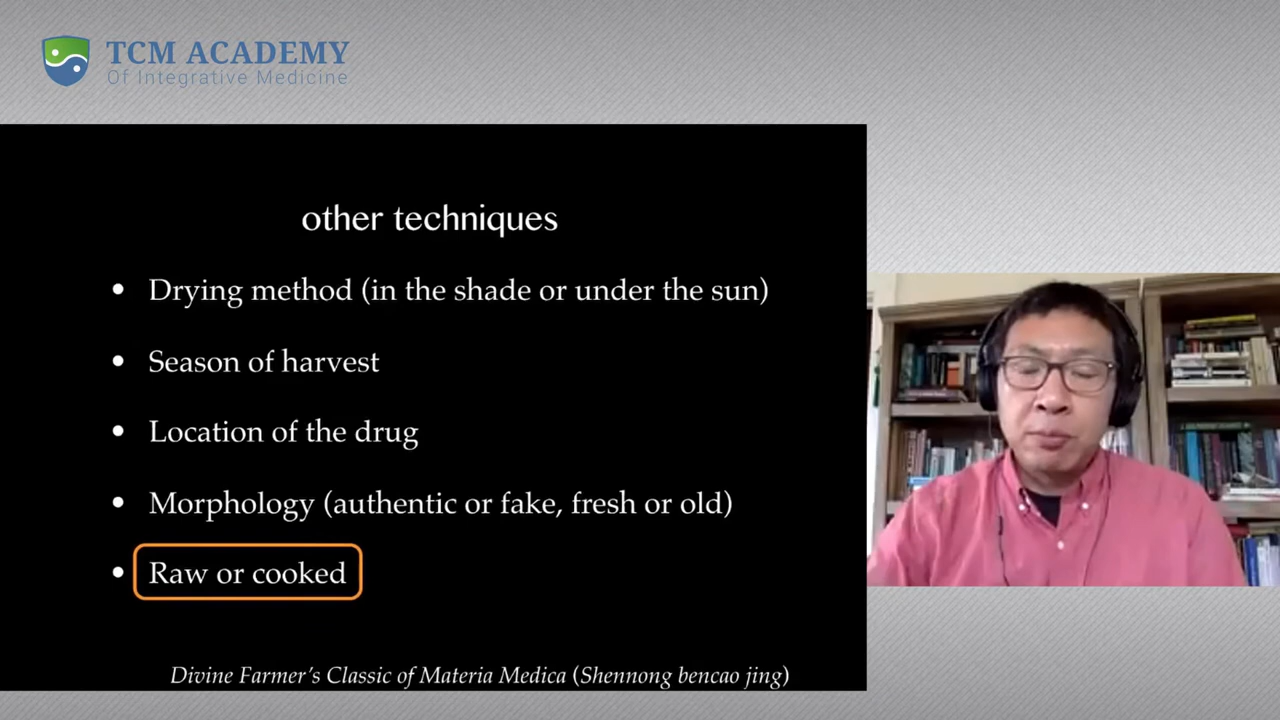 TCM ACADEMY
Of Integrative Medicine
other techniques
• Drying method (in the shade or under the sun)
• Season of harvest
• Location of the drug
• Morphology (authentic or fake, fresh or old)
• Raw or cooked
Divine Farmer’s Classic of Materia Medica (Shennong bencao jing)